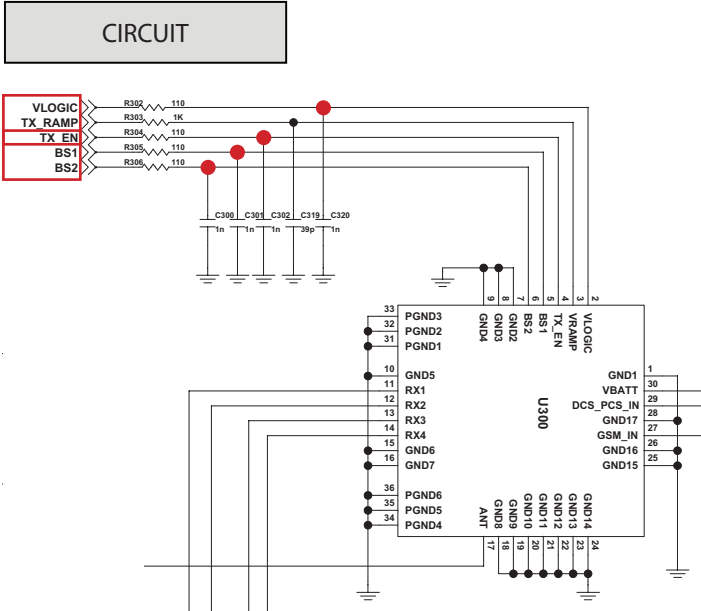 CIRCUIT
VLOGIC R302 110
TX_RAMP R303 1K
TX_EN R304 110
BS1 R305 110
BS2 R306 110
C300 C301 C302 C319 C320
1n 1n 1n 39p 1n
9 8 7 6 5 4 3 2
GND4 GND3 GND2 BS2 BS1 TX_EN VRAMP VLOGIC
33 PGND3
32 PGND2
31 PGND1
10 GND5
11 RX1
12 RX2
13 RX3
14 RX4
15 GND6
16 GND7
36 PGND6
35 PGND5
34 PGND4
U300
GND1 1
VBATT 30
DCS_PCS_IN 29
GND17 28
GSM_IN 27
GND16 26
GND15 25
ANT GND8 GND9 GND10 GND11 GND12 GND13 GND14
17 18 19 20 21 22 23 24